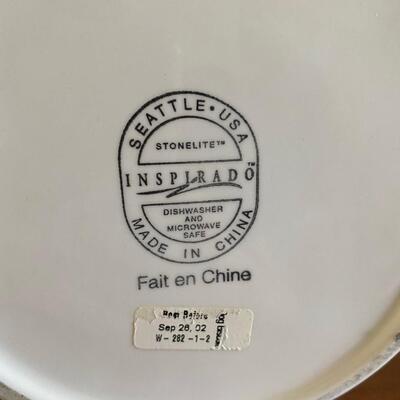 SEATTLE • USA
STONELITE™
INSPIRADO™
DISHWASHER
AND
MICROWAVE
SAFE
MADE IN CHINA
Fait en Chine
Sep 26, 02
W-282-1-2